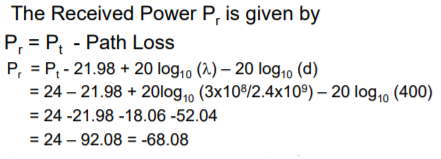 The Received Power Pᵣ is given by
Pᵣ = Pₜ - Path Loss
Pᵣ = Pₜ - 21.98 + 20 log₁₀ (λ) – 20 log₁₀ (d)
= 24 – 21.98 + 20log₁₀ (3x10⁸/2.4x10⁹) – 20 log₁₀ (400)
= 24 -21.98 -18.06 -52.04
= 24 – 92.08 = -68.08